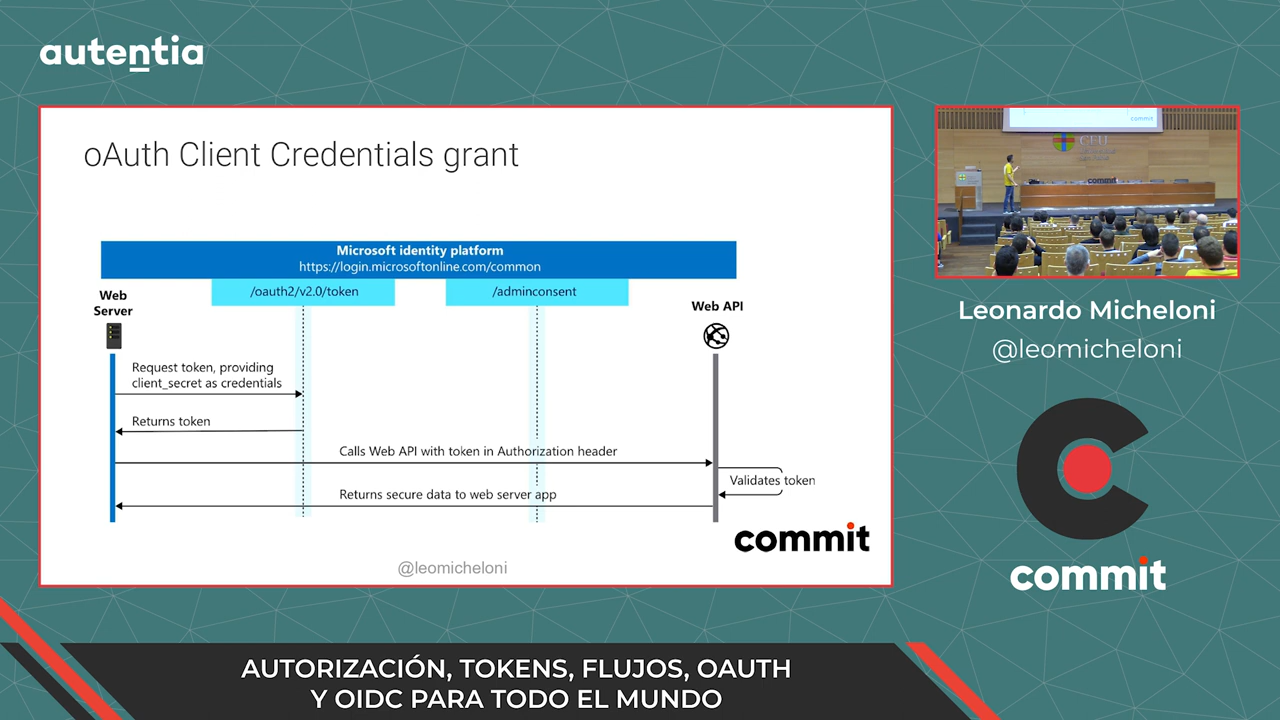 autentia
oAuth Client Credentials grant
Microsoft identity platform
https://login.microsoftonline.com/common
/oauth2/v2.0/token
/adminconsent
Web
Server
Web API
Request token, providing
client_secret as credentials
Returns token
Calls Web API with token in Authorization header
Validates token
Returns secure data to web server app
commit
@leomicheloni
commit
CEU
commit
Leonardo Micheloni
@leomicheloni
commit
AUTORIZACIÓN, TOKENS, FLUJOS, OAUTH
Y OIDC PARA TODO EL MUNDO